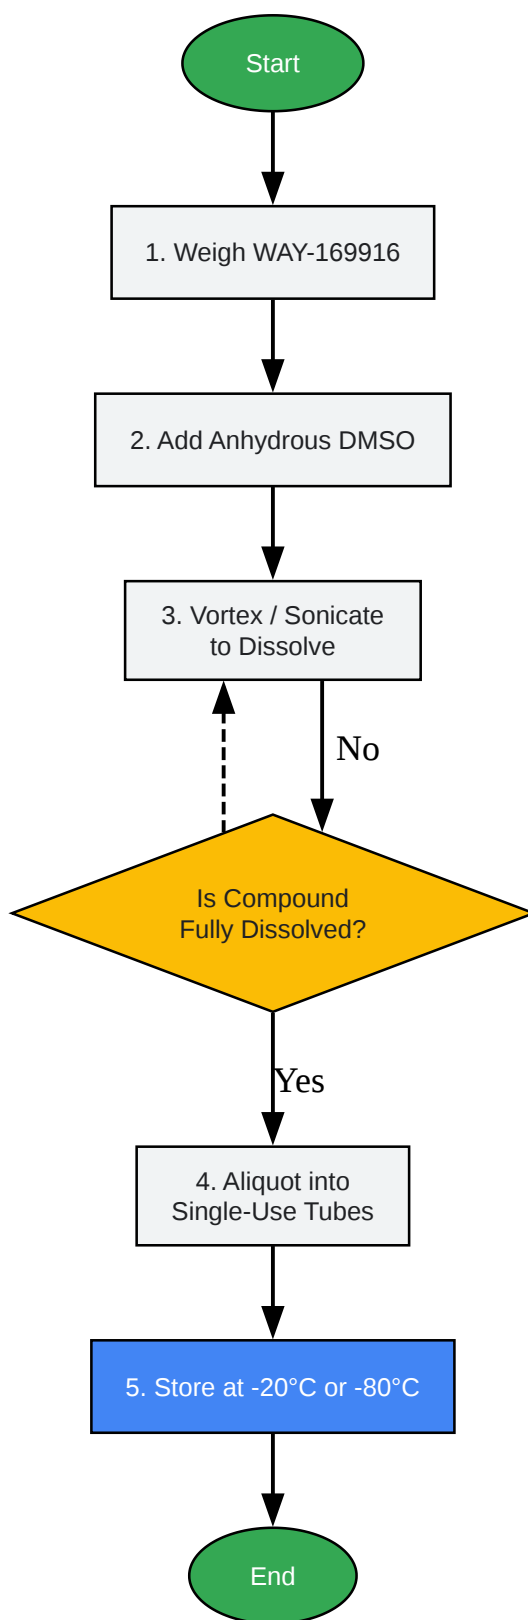 Start
1. Weigh WAY-169916
2. Add Anhydrous DMSO
3. Vortex / Sonicate
to Dissolve
No
Is Compound
Fully Dissolved?
Yes
4. Aliquot into
Single-Use Tubes
5. Store at -20°C or -80°C
End